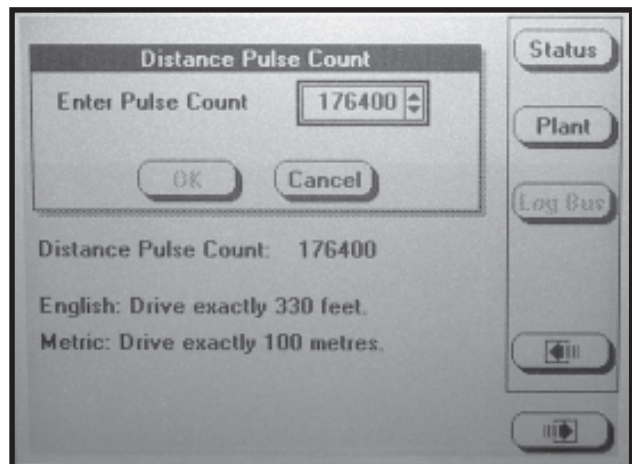 Distance Pulse Count
Enter Pulse Count 176400
OK Cancel
Distance Pulse Count: 176400
English: Drive exactly 330 feet.
Metric: Drive exactly 100 metres.
Status
Plant
Log Bus